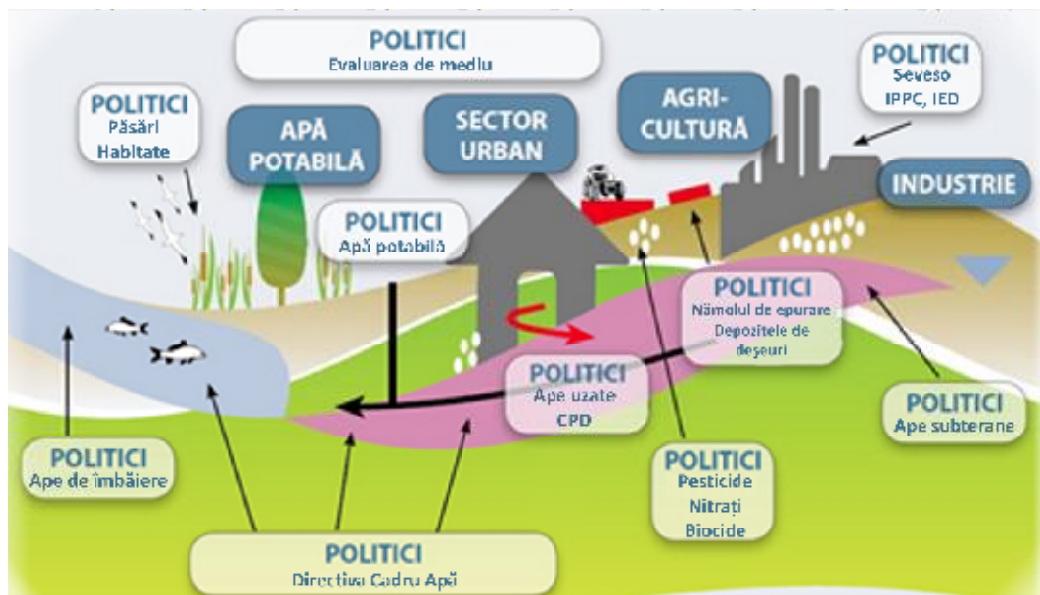 POLITICI
Evaluarea de mediu
POLITICI
Seveso
IPPC, IED
POLITICI
Păsări
Habitate
APĂ
POTABILĂ
SECTOR
URBAN
AGRI-
CULTURĂ
INDUSTRIE
POLITICI
Apă potabilă
POLITICI
Nămolul de epurare
Depozitele de
deșeuri
POLITICI
Ape uzate
CPD
POLITICI
Ape subterane
POLITICI
Ape de îmbăiere
POLITICI
Pesticide
Nitrați
Biocide
POLITICI
Directiva Cadru Apă